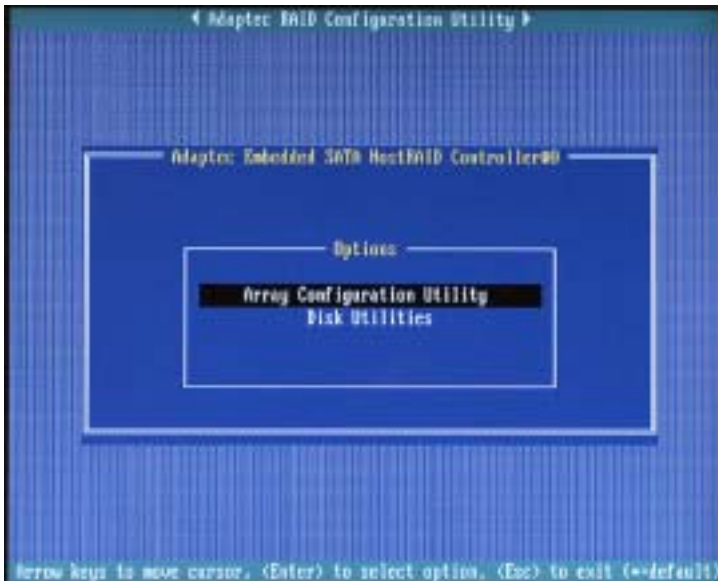 Adaptec RAID Configuration Utility
Adaptec Embedded SATA HostRAID Controller#0
Options
Array Configuration Utility
Disk Utilities
Arrow keys to move cursor, <Enter> to select option, <Esc> to exit (*=default)